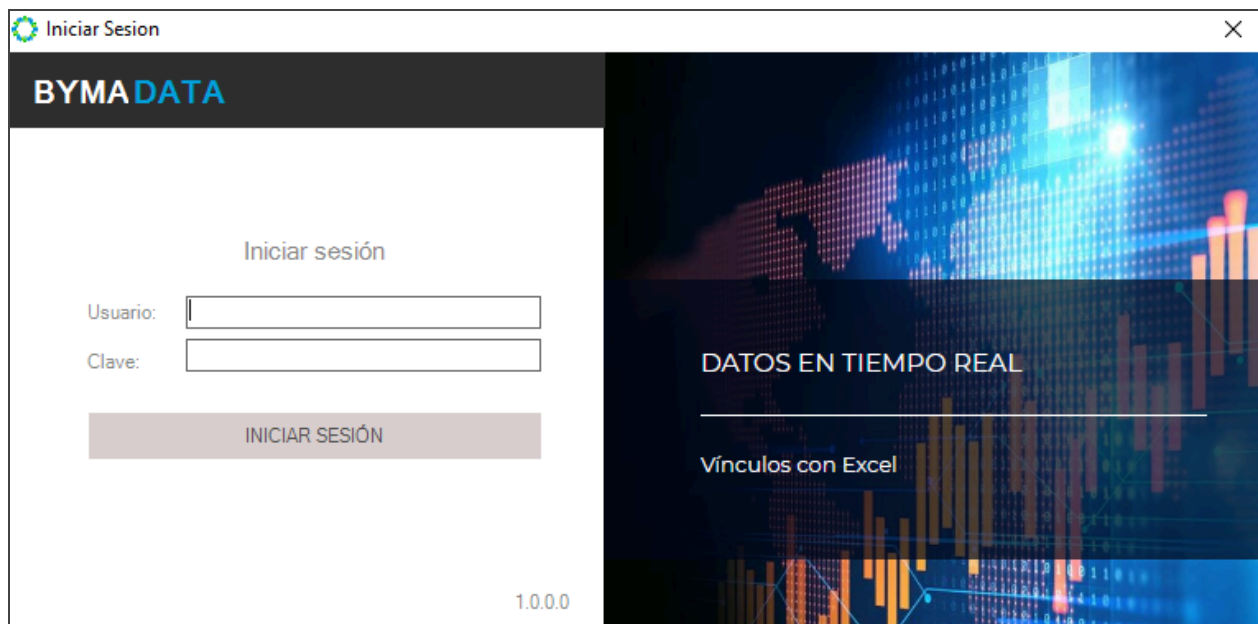 Iniciar Sesion
BYMADATA
Iniciar sesión
Usuario:
Clave:
INICIAR SESIÓN
1.0.0.0
DATOS EN TIEMPO REAL
Vínculos con Excel